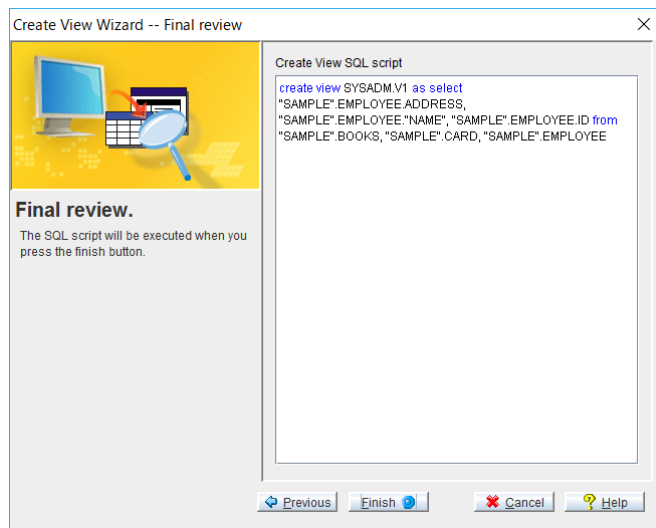 Create View Wizard -- Final review
Create View SQL script
create view SYSADM.V1 as select
"SAMPLE".EMPLOYEE.ADDRESS,
"SAMPLE".EMPLOYEE."NAME", "SAMPLE".EMPLOYEE.ID from
"SAMPLE".BOOKS, "SAMPLE".CARD, "SAMPLE".EMPLOYEE
Final review.
The SQL script will be executed when you
press the finish button.
Previous
Finish
Cancel
Help